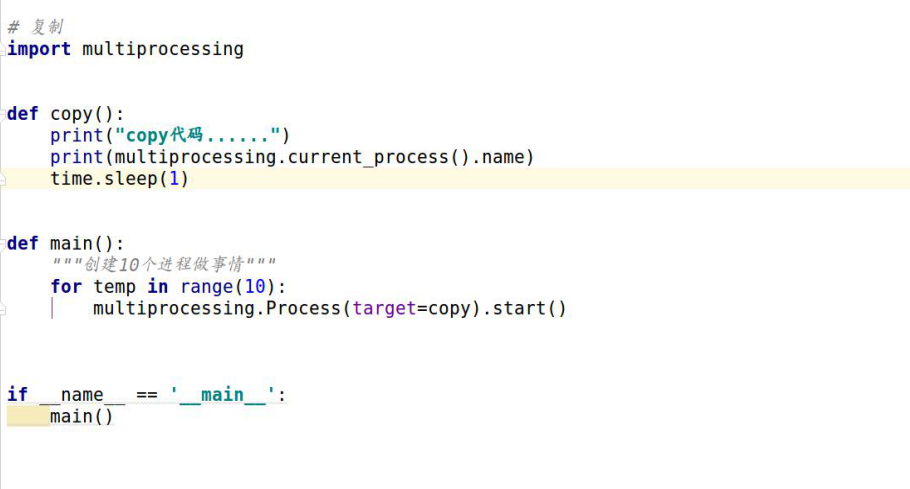 # 复制
import multiprocessing
def copy():
    print("copy代码......")
    print(multiprocessing.current_process().name)
    time.sleep(1)
def main():
    """创建10个进程做事情"""
    for temp in range(10):
        multiprocessing.Process(target=copy).start()
if __name__ == '__main__':
    main()